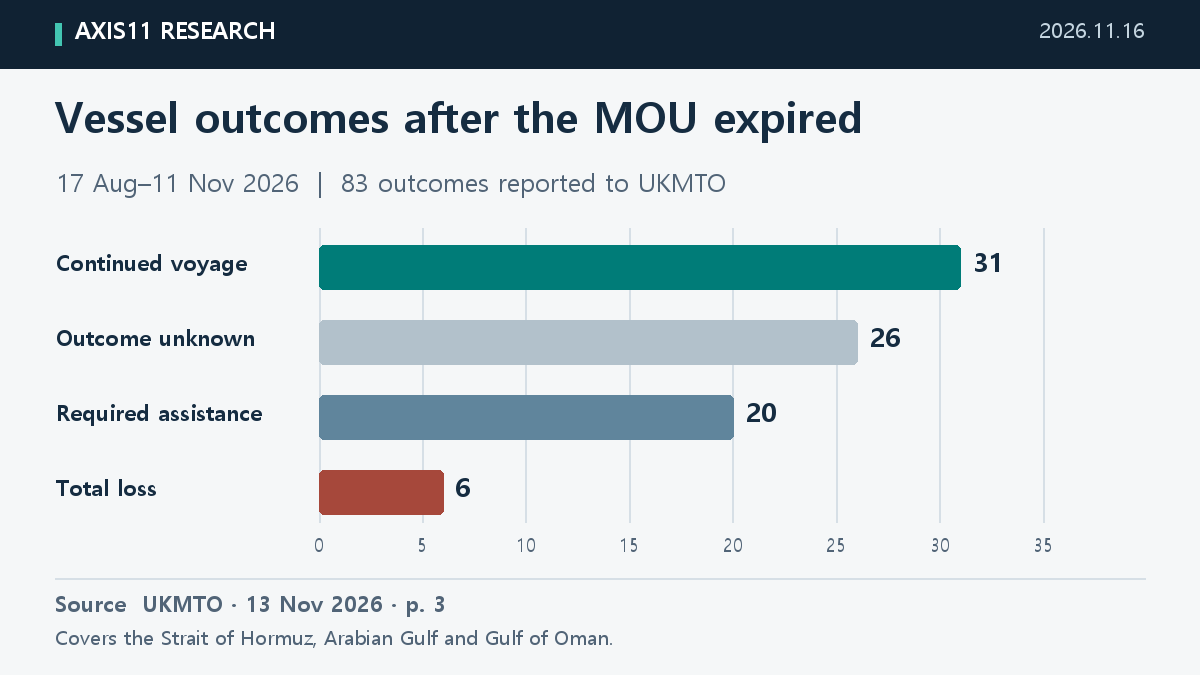 AXIS11 RESEARCH
2026.11.16
Vessel outcomes after the MOU expired
17 Aug–11 Nov 2026 | 83 outcomes reported to UKMTO
Continued voyage 31
Outcome unknown 26
Required assistance 20
Total loss 6
0 5 10 15 20 25 30 35
Source UKMTO · 13 Nov 2026 · p. 3
Covers the Strait of Hormuz, Arabian Gulf and Gulf of Oman.